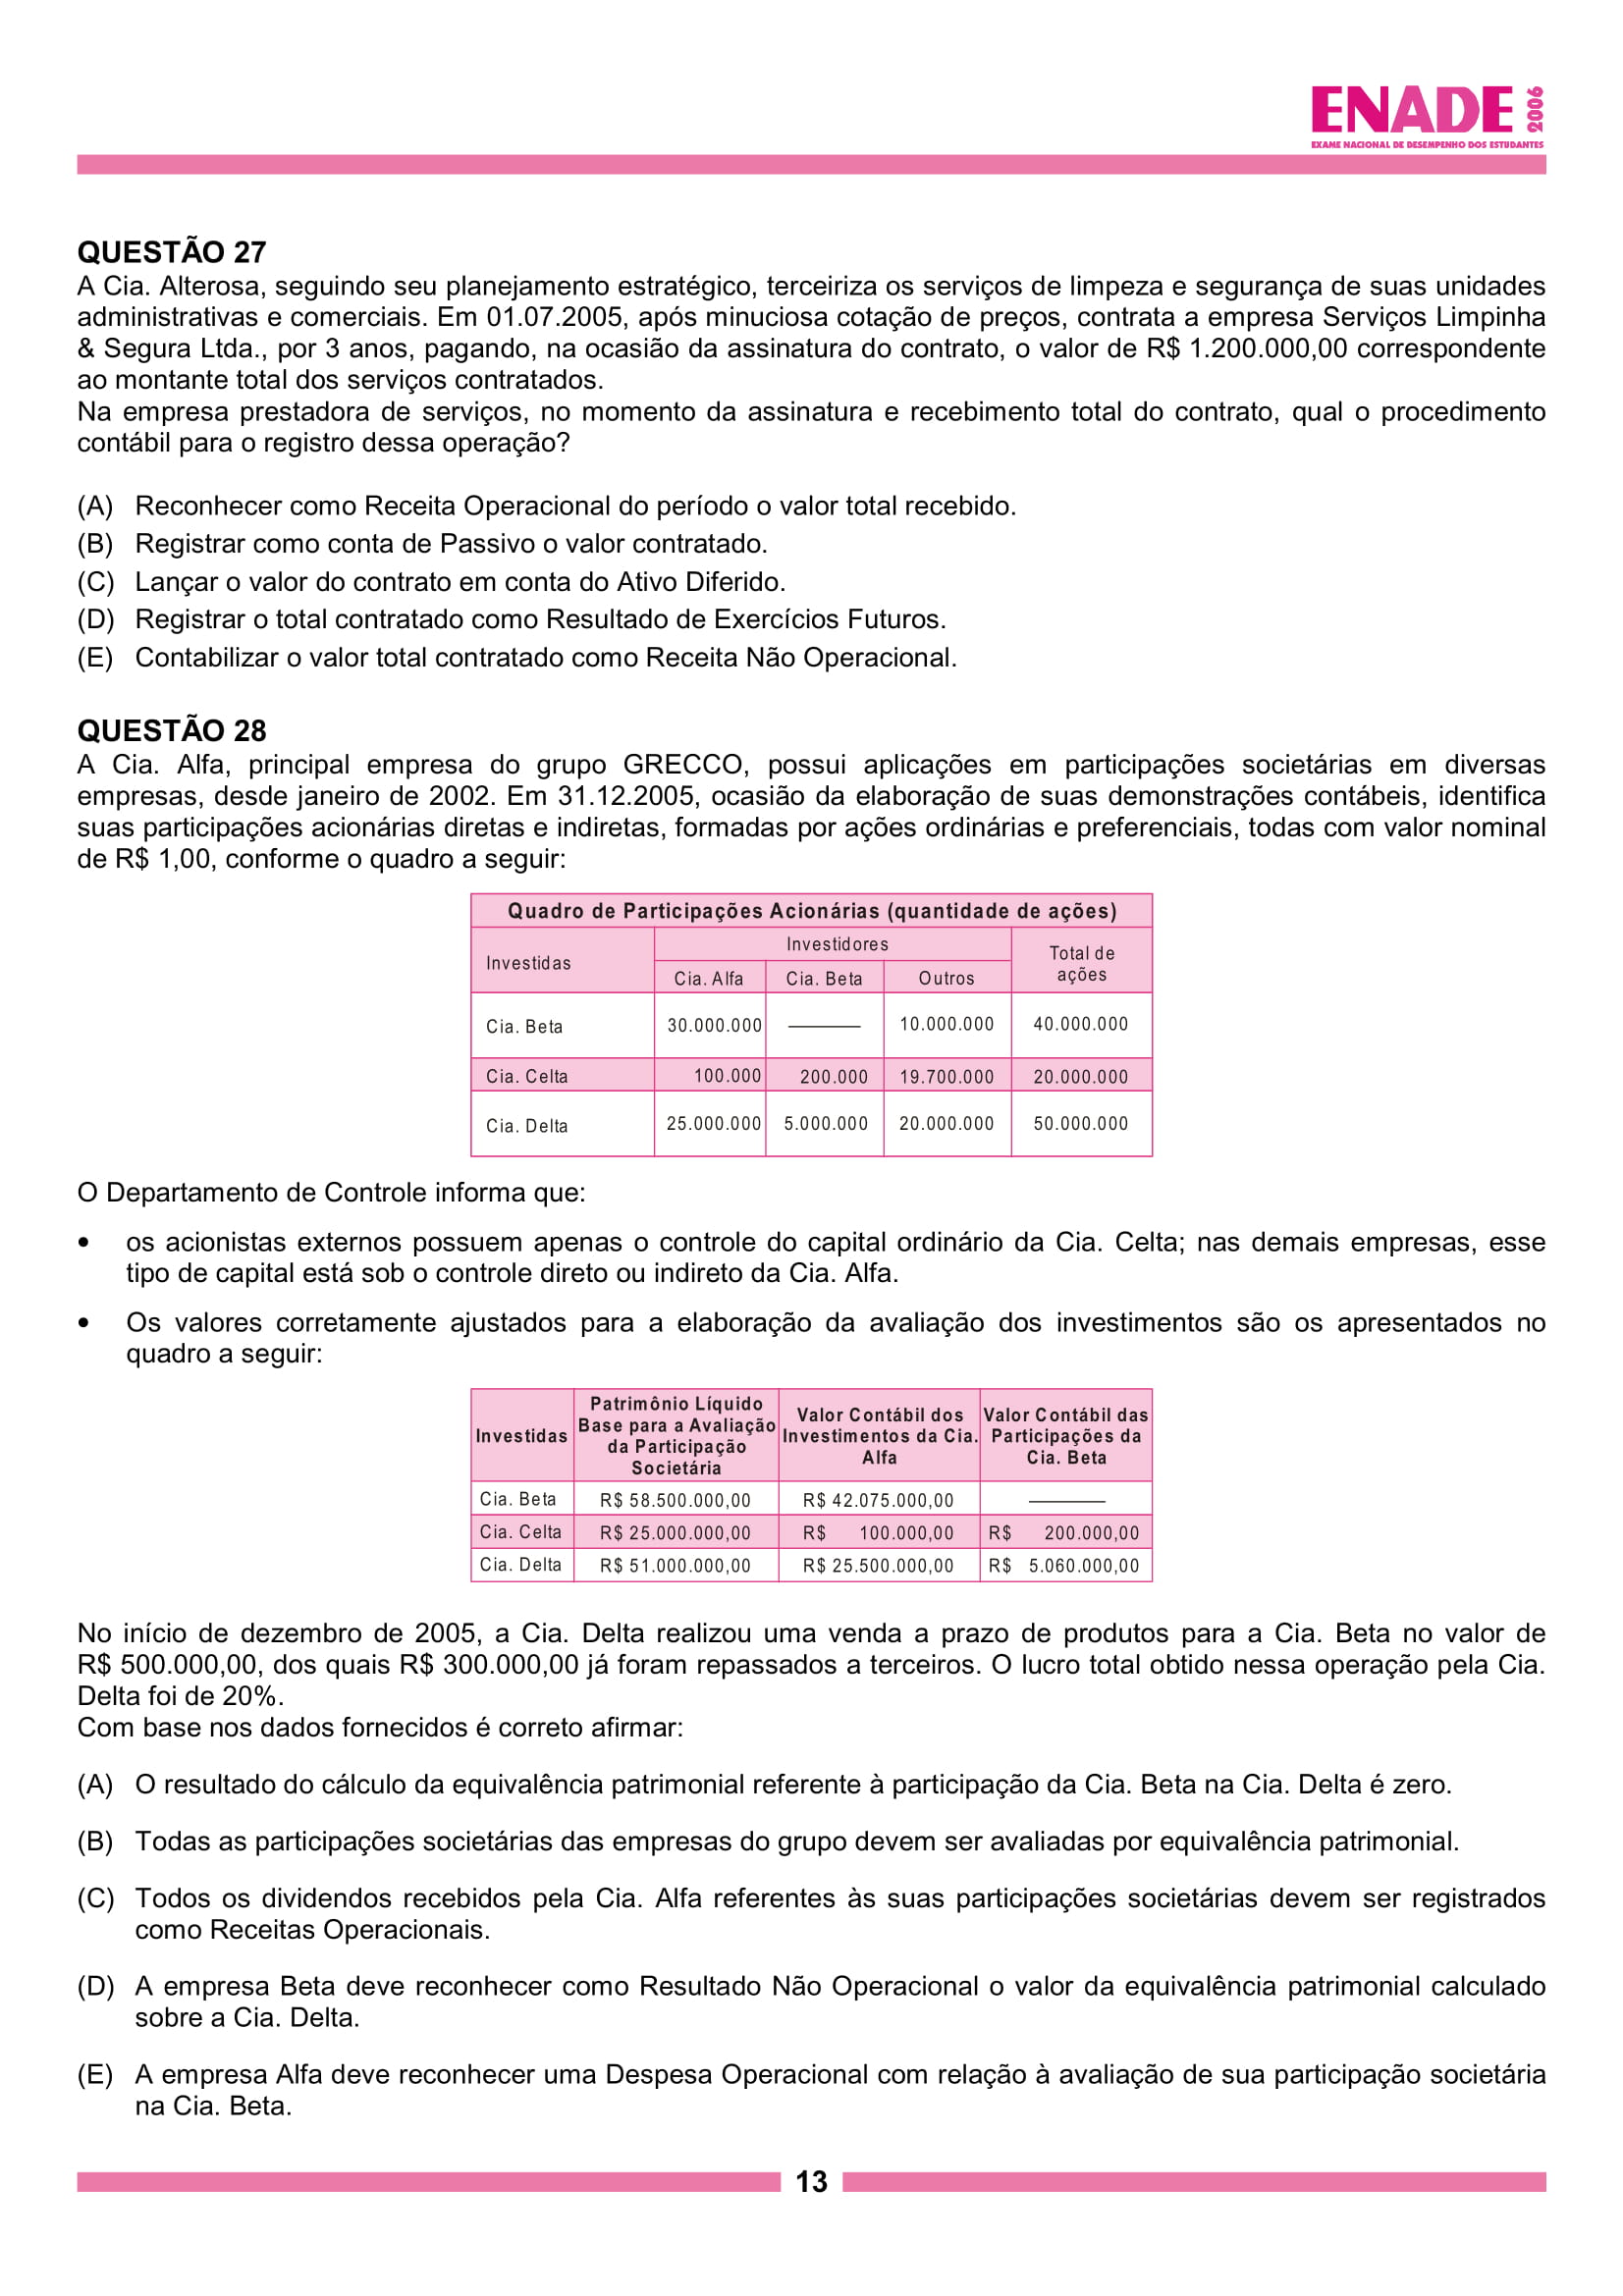 ENADE 2006
EXAME NACIONAL DE DESEMPENHO DOS ESTUDANTES
QUESTÃO 27
A Cia. Alterosa, seguindo seu planejamento estratégico, terceiriza os serviços de limpeza e segurança de suas unidades
administrativas e comerciais. Em 01.07.2005, após minuciosa cotação de preços, contrata a empresa Serviços Limpinha
& Segura Ltda., por 3 anos, pagando, na ocasião da assinatura do contrato, o valor de R$ 1.200.000,00 correspondente
ao montante total dos serviços contratados.
Na empresa prestadora de serviços, no momento da assinatura e recebimento total do contrato, qual o procedimento
contábil para o registro dessa operação?
(A) Reconhecer como Receita Operacional do período o valor total recebido.
(B) Registrar como conta de Passivo o valor contratado.
(C) Lançar o valor do contrato em conta do Ativo Diferido.
(D) Registrar o total contratado como Resultado de Exercícios Futuros.
(E) Contabilizar o valor total contratado como Receita Não Operacional.
QUESTÃO 28
A Cia. Alfa, principal empresa do grupo GRECCO, possui aplicações em participações societárias em diversas
empresas, desde janeiro de 2002. Em 31.12.2005, ocasião da elaboração de suas demonstrações contábeis, identifica
suas participações acionárias diretas e indiretas, formadas por ações ordinárias e preferenciais, todas com valor nominal
de R$ 1,00, conforme o quadro a seguir:
Quadro de Participações Acionárias (quantidade de ações)
Investidas Investidores Total de ações
Cia. Alfa Cia. Beta Outros
Cia. Beta 30.000.000 ——— 10.000.000 40.000.000
Cia. Celta 100.000 200.000 19.700.000 20.000.000
Cia. Delta 25.000.000 5.000.000 20.000.000 50.000.000
O Departamento de Controle informa que:
• os acionistas externos possuem apenas o controle do capital ordinário da Cia. Celta; nas demais empresas, esse
tipo de capital está sob o controle direto ou indireto da Cia. Alfa.
• Os valores corretamente ajustados para a elaboração da avaliação dos investimentos são os apresentados no
quadro a seguir:
Investidas Patrimônio Líquido Base para a Avaliação da Participação Societária Valor Contábil dos Investimentos da Cia. Alfa Valor Contábil das Participações da Cia. Beta
Cia. Beta R$ 58.500.000,00 R$ 42.075.000,00 ———
Cia. Celta R$ 25.000.000,00 R$ 100.000,00 R$ 200.000,00
Cia. Delta R$ 51.000.000,00 R$ 25.500.000,00 R$ 5.060.000,00
No início de dezembro de 2005, a Cia. Delta realizou uma venda a prazo de produtos para a Cia. Beta no valor de
R$ 500.000,00, dos quais R$ 300.000,00 já foram repassados a terceiros. O lucro total obtido nessa operação pela Cia.
Delta foi de 20%.
Com base nos dados fornecidos é correto afirmar:
(A) O resultado do cálculo da equivalência patrimonial referente à participação da Cia. Beta na Cia. Delta é zero.
(B) Todas as participações societárias das empresas do grupo devem ser avaliadas por equivalência patrimonial.
(C) Todos os dividendos recebidos pela Cia. Alfa referentes às suas participações societárias devem ser registrados
como Receitas Operacionais.
(D) A empresa Beta deve reconhecer como Resultado Não Operacional o valor da equivalência patrimonial calculado
sobre a Cia. Delta.
(E) A empresa Alfa deve reconhecer uma Despesa Operacional com relação à avaliação de sua participação societária
na Cia. Beta.
13